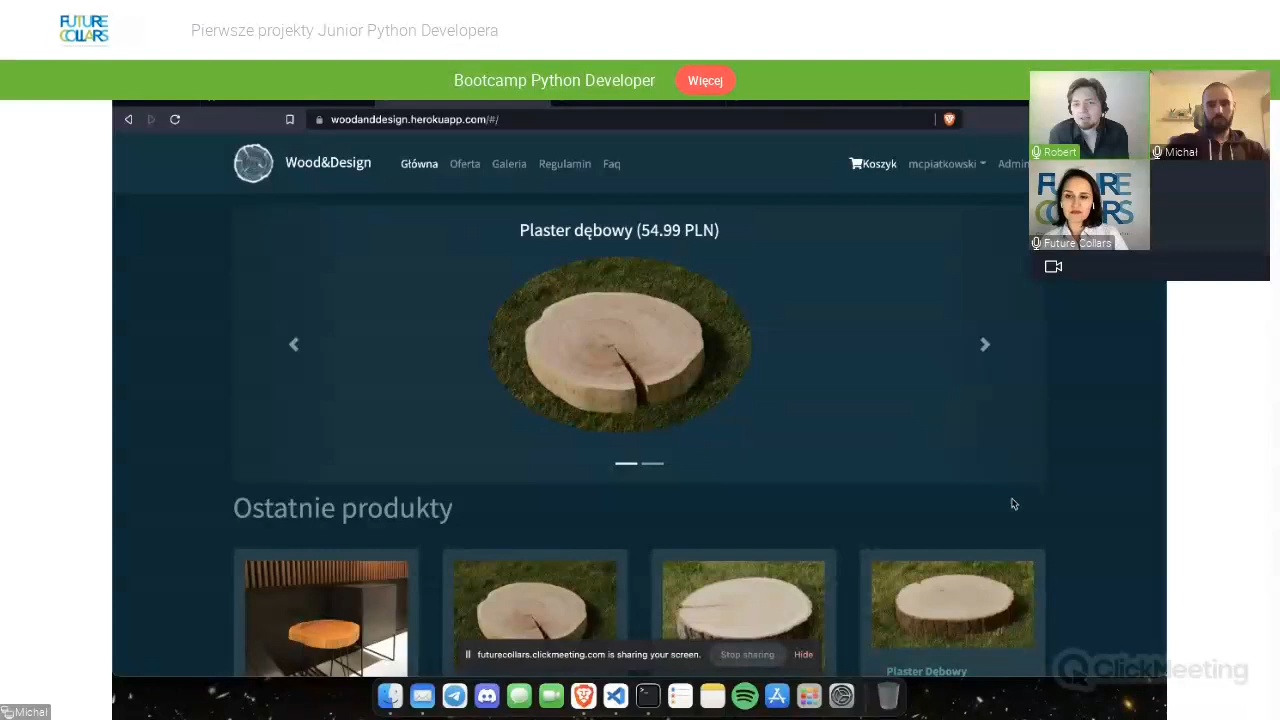 FUTURE
COLLARS
Pierwsze projekty Junior Python Developera
Bootcamp Python Developer
Więcej
woodanddesign.herokuapp.com/#/
Wood&Design
Główna
Oferta
Galeria
Regulamin
Faq
Koszyk
mcpiatkowski
Admin
Robert
Michał
FUTURE
COLLARS
Future Collars
Plaster dębowy (54.99 PLN)
Ostatnie produkty
Plaster Dębowy
futurecollars.clickmeeting.com is sharing your screen.
Stop sharing
Hide
ClickMeeting
Michał